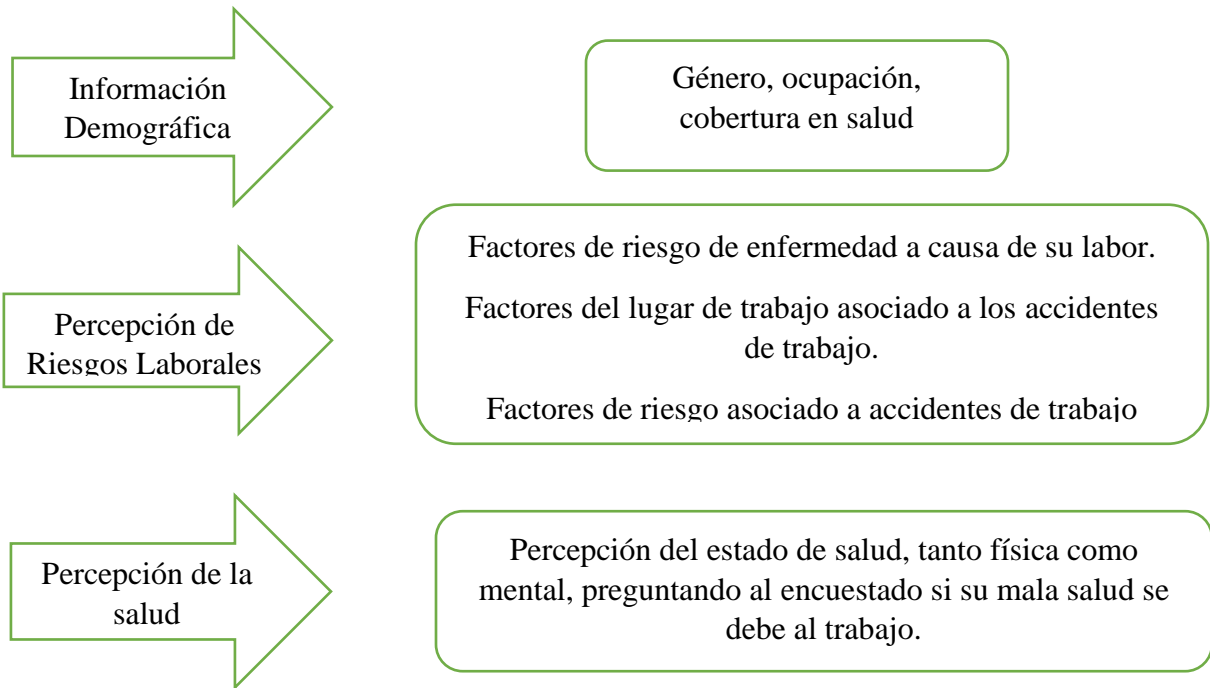 Información
Demográfica
Género, ocupación,
cobertura en salud
Percepción de
Riesgos Laborales
Factores de riesgo de enfermedad a causa de su labor.
Factores del lugar de trabajo asociado a los accidentes
de trabajo.
Factores de riesgo asociado a accidentes de trabajo
Percepción de la
salud
Percepción del estado de salud, tanto física como
mental, preguntando al encuestado si su mala salud se
debe al trabajo.